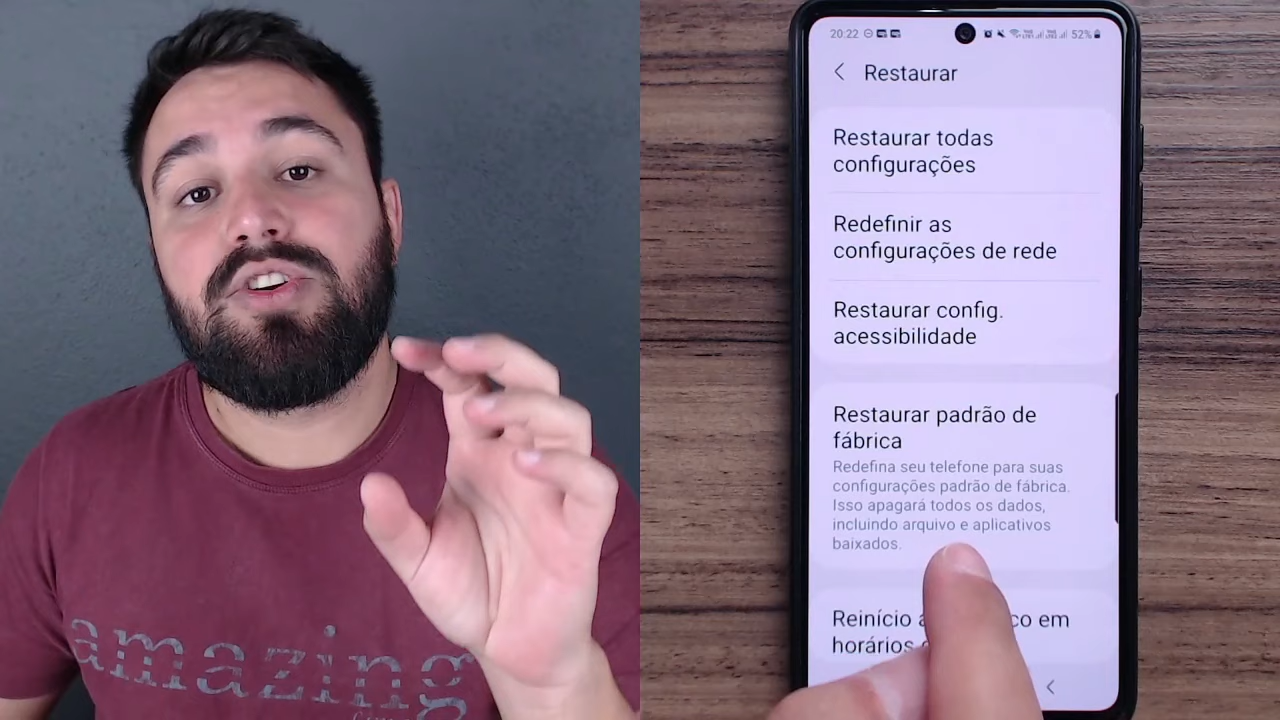 amazing
20:22
52%
Restaurar
Restaurar todas
configurações
Redefinir as
configurações de rede
Restaurar config.
acessibilidade
Restaurar padrão de
fábrica
Redefina seu telefone para suas
configurações padrão de fábrica.
Isso apagará todos os dados,
incluindo arquivo e aplicativos
baixados.
Reinício em
horários